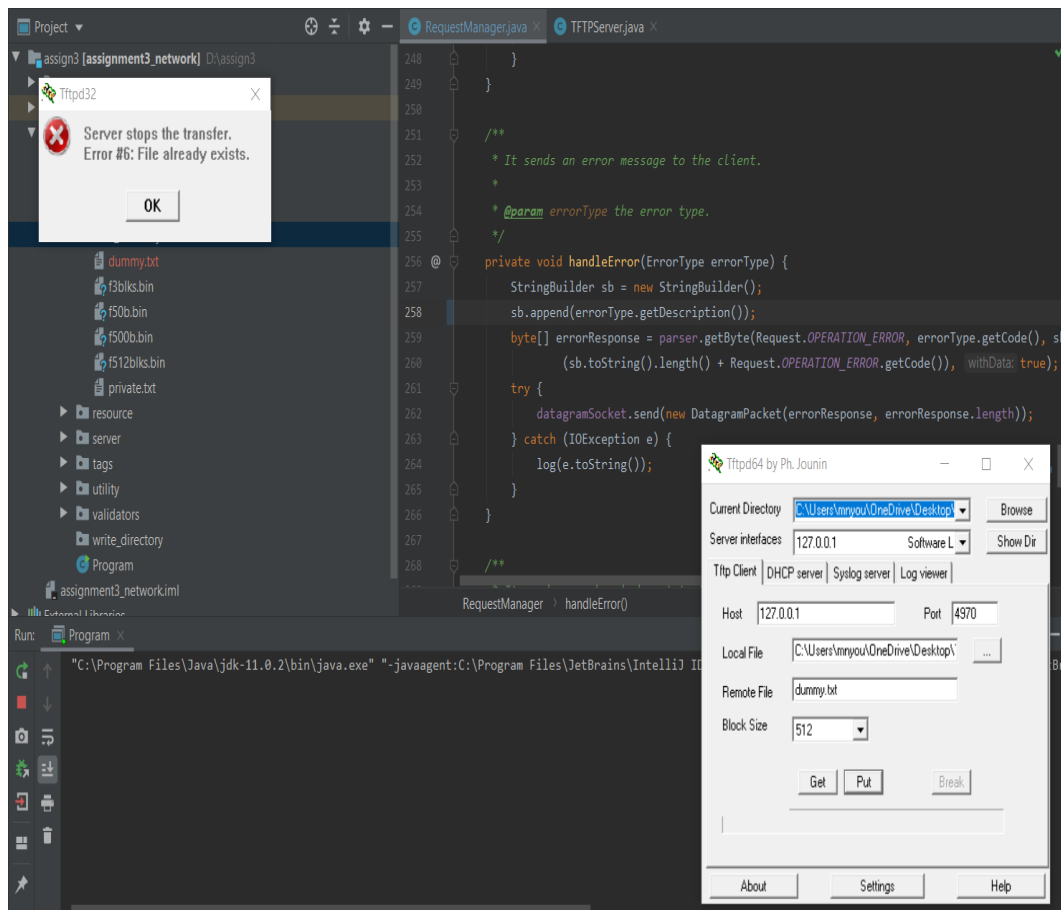 Project
RequestManager.java
TFTPServer.java
assign3 [assignment3_network] D:\assign3
Tftpd32
Server stops the transfer.
Error #6: File already exists.
OK
dummy.txt
f3blks.bin
f50b.bin
f500b.bin
f512blks.bin
private.txt
resource
server
tags
utility
validators
write_directory
Program
assignment3_network.iml
External Libraries
248 }
249 }
250
251 /**
252 * It sends an error message to the client.
253 *
254 * @param errorType the error type.
255 */
256 @ private void handleError(ErrorType errorType) {
257 StringBuilder sb = new StringBuilder();
258 sb.append(errorType.getDescription());
259 byte[] errorResponse = parser.getByte(Request.OPERATION_ERROR, errorType.getCode(),
260 (sb.toString().length() + Request.OPERATION_ERROR.getCode()), withData: true);
261 try {
262 datagramSocket.send(new DatagramPacket(errorResponse, errorResponse.length));
263 } catch (IOException e) {
264 log(e.toString());
265 }
266 }
267
268 /**
RequestManager > handleError()
Run: Program
"C:\Program Files\Java\jdk-11.0.2\bin\java.exe" "-javaagent:C:\Program Files\JetBrains\IntelliJ
Tftpd64 by Ph. Jounin
Current Directory C:\Users\mnyou\OneDrive\Desktop\ Browse
Server interfaces 127.0.0.1 Software L Show Dir
Tftp Client DHCP server Syslog server Log viewer
Host 127.0.0.1 Port 4970
Local File C:\Users\mnyou\OneDrive\Desktop\ ...
Remote File dummy.txt
Block Size 512
Get Put Break
About Settings Help